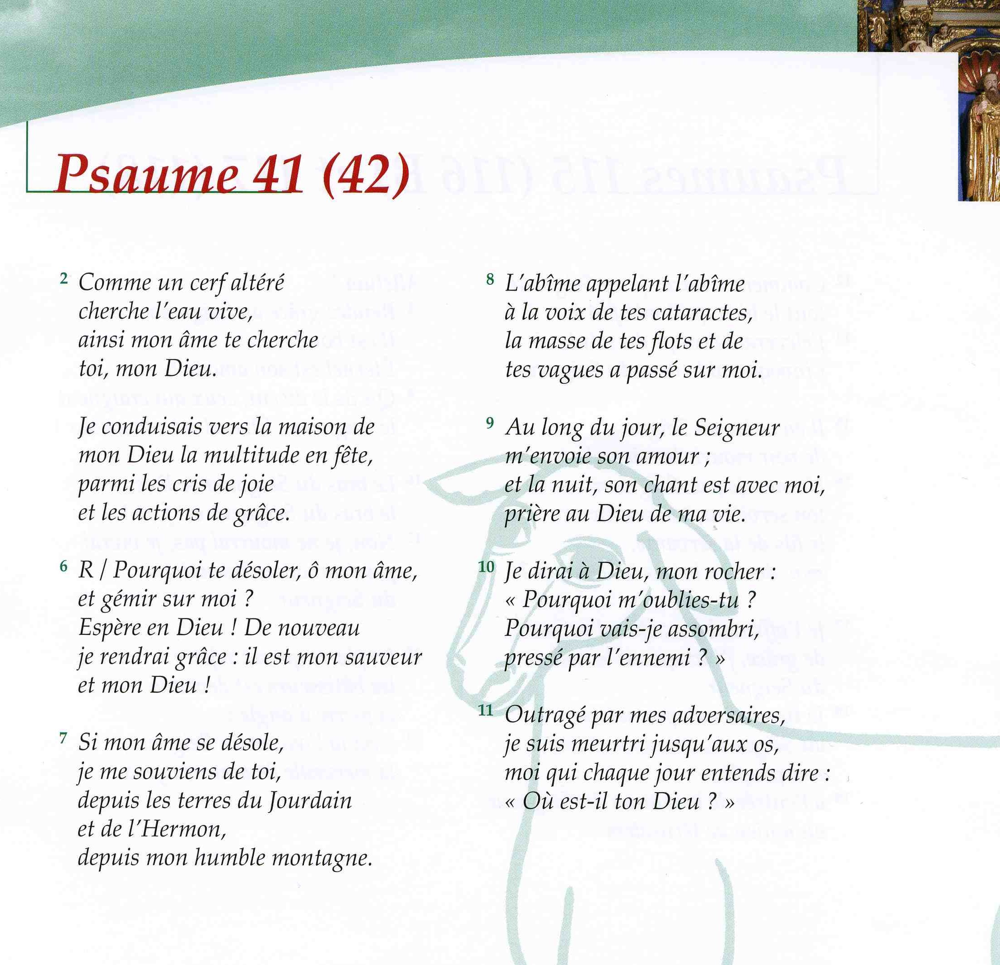 Psaume 41 (42)
2 Comme un cerf altéré
cherche l'eau vive,
ainsi mon âme te cherche
toi, mon Dieu.
Je conduisais vers la maison de
mon Dieu la multitude en fête,
parmi les cris de joie
et les actions de grâce.
6 R / Pourquoi te désoler, ô mon âme,
et gémir sur moi ?
Espère en Dieu ! De nouveau
je rendrai grâce : il est mon sauveur
et mon Dieu !
7 Si mon âme se désole,
je me souviens de toi,
depuis les terres du Jourdain
et de l'Hermon,
depuis mon humble montagne.
8 L'abîme appelant l'abîme
à la voix de tes cataractes,
la masse de tes flots et de
tes vagues a passé sur moi.
9 Au long du jour, le Seigneur
m'envoie son amour ;
et la nuit, son chant est avec moi,
prière au Dieu de ma vie.
10 Je dirai à Dieu, mon rocher :
« Pourquoi m'oublies-tu ?
Pourquoi vais-je assombri,
pressé par l'ennemi ? »
11 Outragé par mes adversaires,
je suis meurtri jusqu'aux os,
moi qui chaque jour entends dire :
« Où est-il ton Dieu ? »